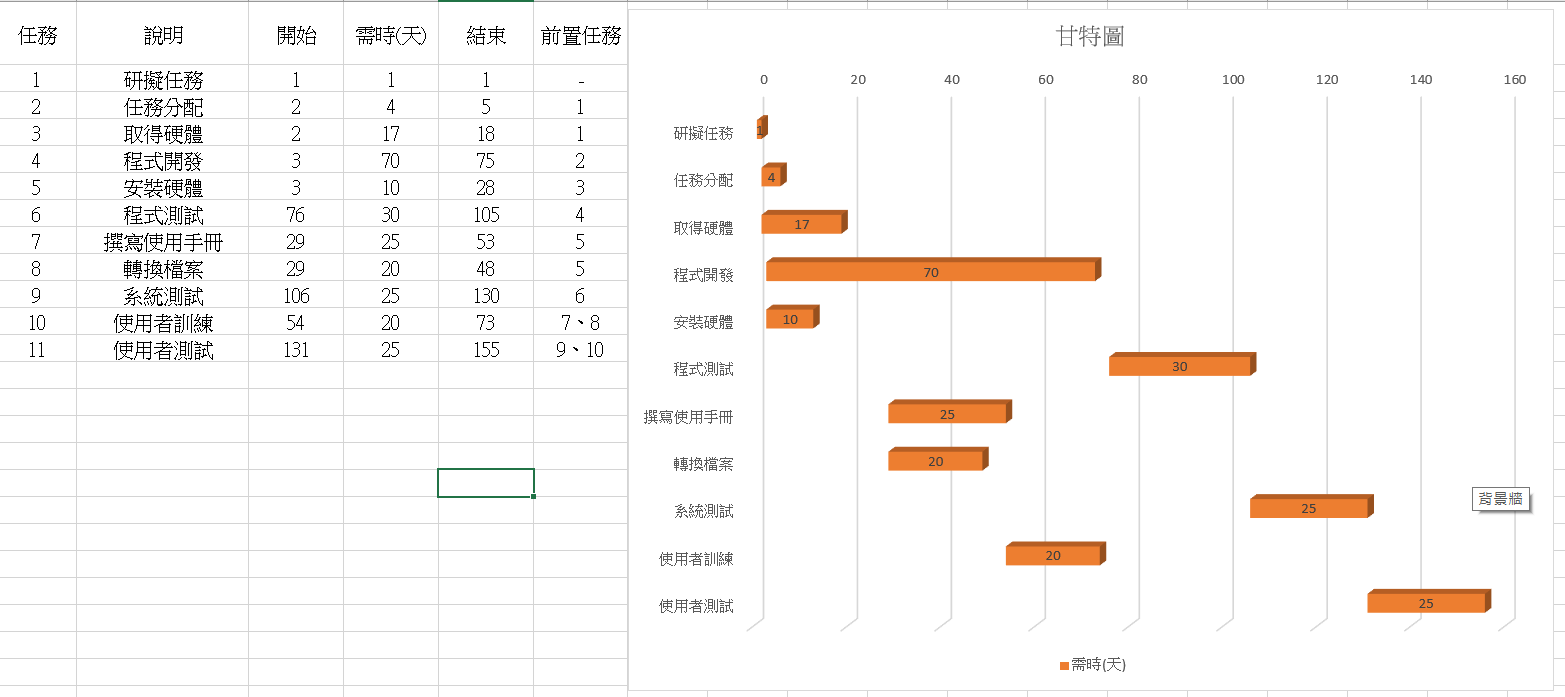 任務 說明 開始 需時(天) 結束 前置任務
1 研擬任務 1 1 1 -
2 任務分配 2 4 5 1
3 取得硬體 2 17 18 1
4 程式開發 3 70 75 2
5 安裝硬體 3 10 28 3
6 程式測試 76 30 105 4
7 撰寫使用手冊 29 25 53 5
8 轉換檔案 29 20 48 5
9 系統測試 106 25 130 6
10 使用者訓練 54 20 73 7、8
11 使用者測試 131 25 155 9、10
甘特圖
0 20 40 60 80 100 120 140 160
研擬任務 1
任務分配 4
取得硬體 17
程式開發 70
安裝硬體 10
程式測試 30
撰寫使用手冊 25
轉換檔案 20
背景牆
系統測試 25
使用者訓練 20
使用者測試 25
需時(天)